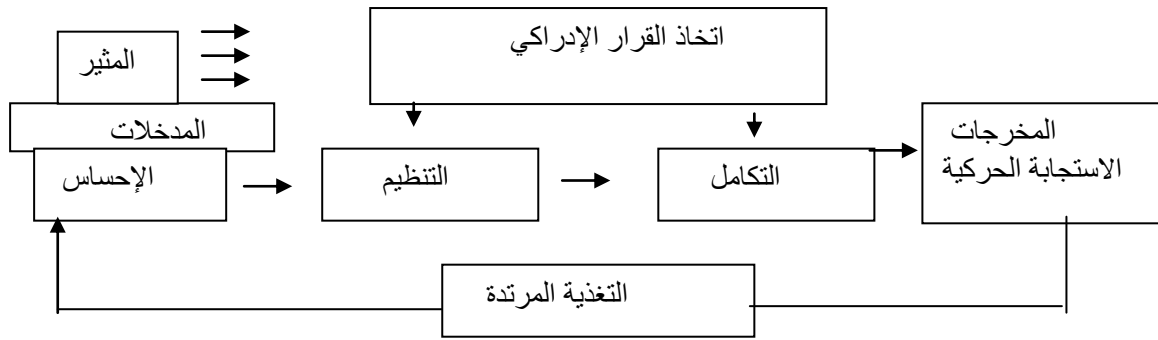 اتخاذ القرار الإدراكي
المثير
المدخلات
الإحساس
التنظيم
التكامل
المخرجات
الاستجابة الحركية
التغذية المرتدة